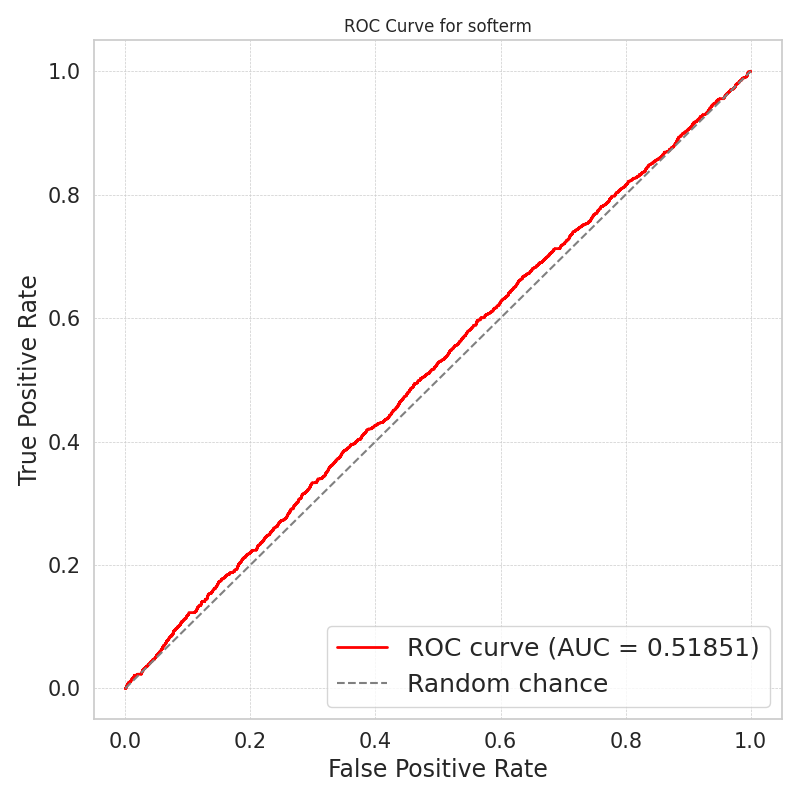 ROC Curve for softerm
1.0
0.8
0.6
0.4
0.2
0.0
True Positive Rate
ROC curve (AUC = 0.51851)
Random chance
0.0 0.2 0.4 0.6 0.8 1.0
False Positive Rate